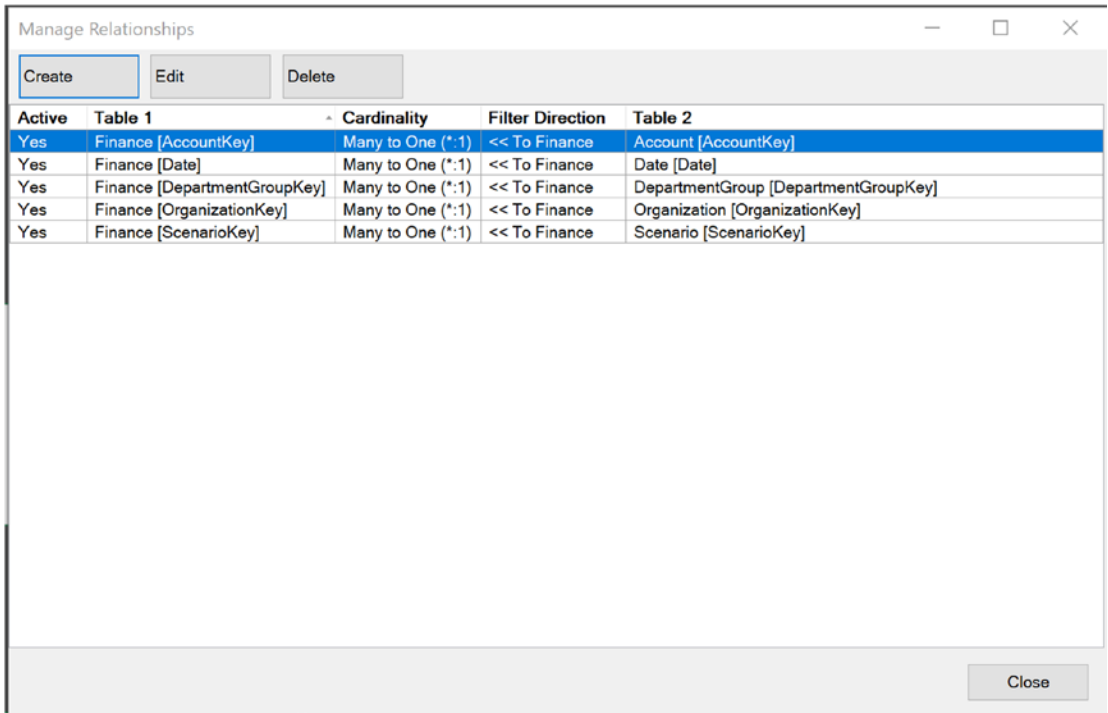 Manage Relationships
Create Edit Delete
Active Table 1 Cardinality Filter Direction Table 2
Yes Finance [AccountKey] Many to One (*:1) << To Finance Account [AccountKey]
Yes Finance [Date] Many to One (*:1) << To Finance Date [Date]
Yes Finance [DepartmentGroupKey] Many to One (*:1) << To Finance DepartmentGroup [DepartmentGroupKey]
Yes Finance [OrganizationKey] Many to One (*:1) << To Finance Organization [OrganizationKey]
Yes Finance [ScenarioKey] Many to One (*:1) << To Finance Scenario [ScenarioKey]
Close